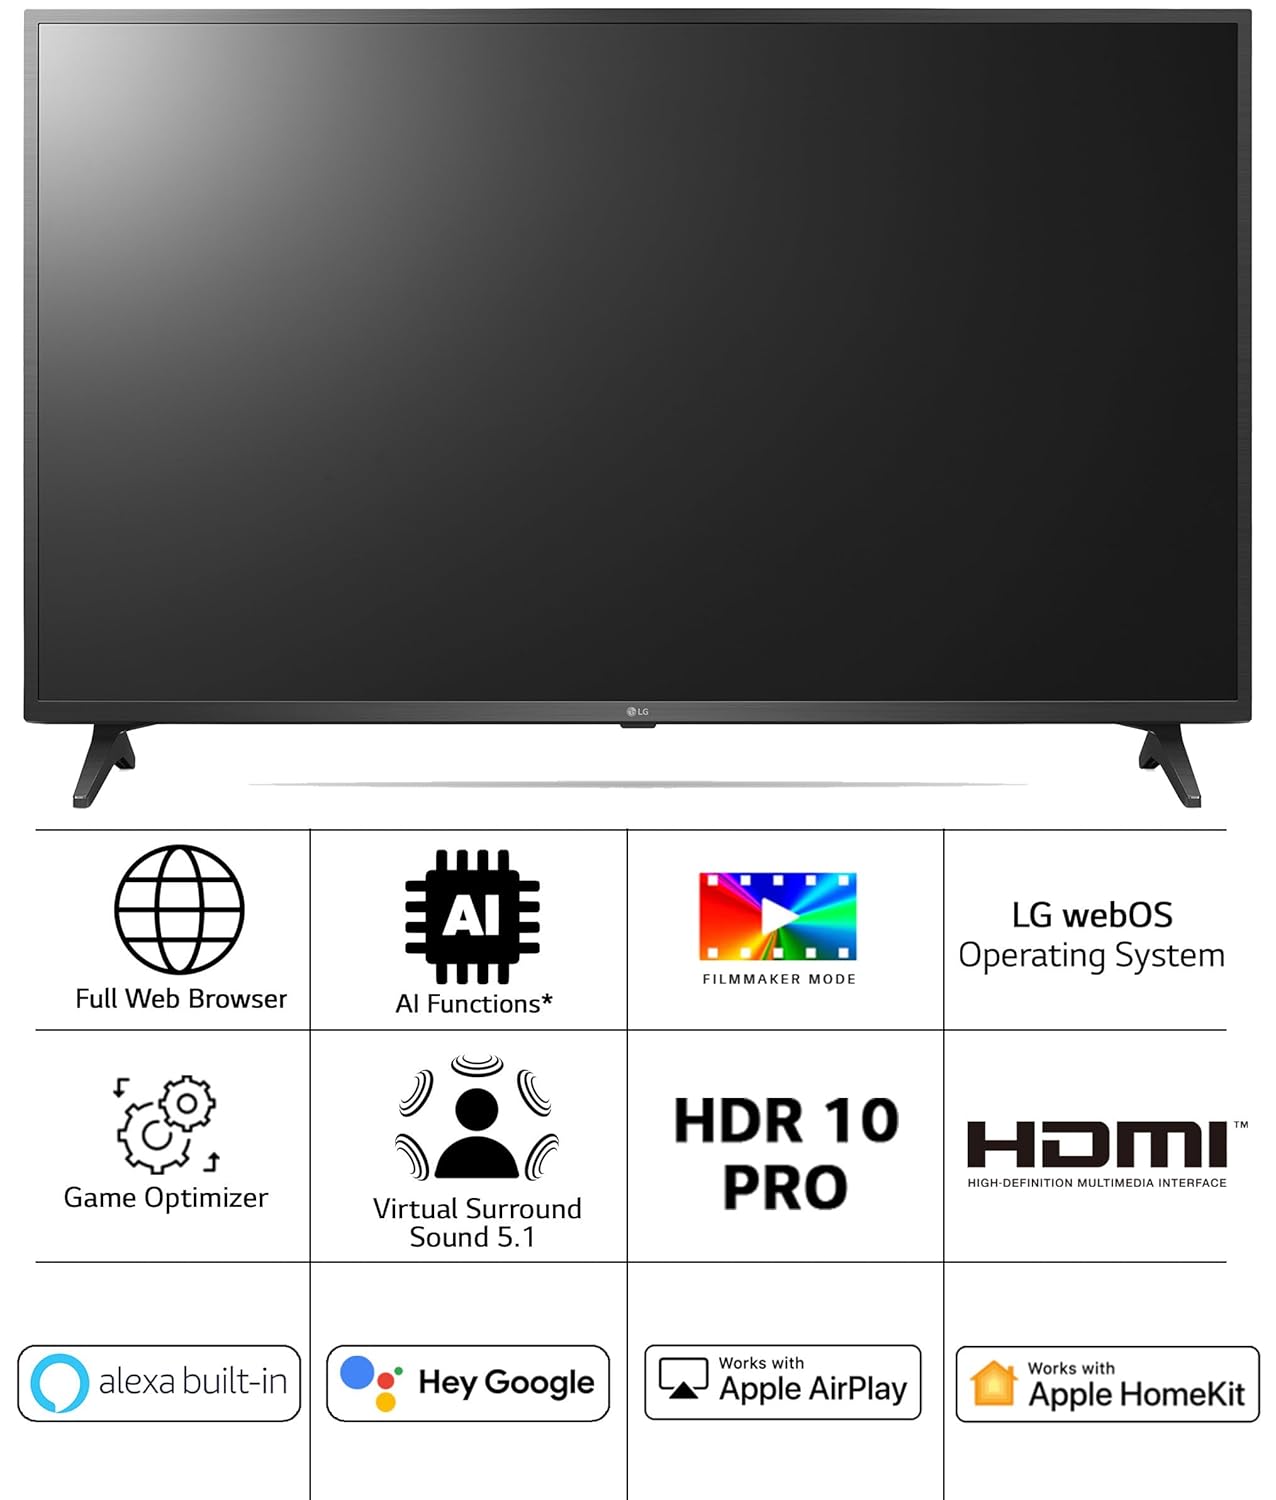 LG
Full Web Browser
AI
AI Functions*
FILMMAKER MODE
LG webOS
Operating System
Game Optimizer
Virtual Surround
Sound 5.1
HDR 10
PRO
HDMI™
HIGH-DEFINITION MULTIMEDIA INTERFACE
alexa built-in
Hey Google
Works with
Apple AirPlay
Works with
Apple HomeKit